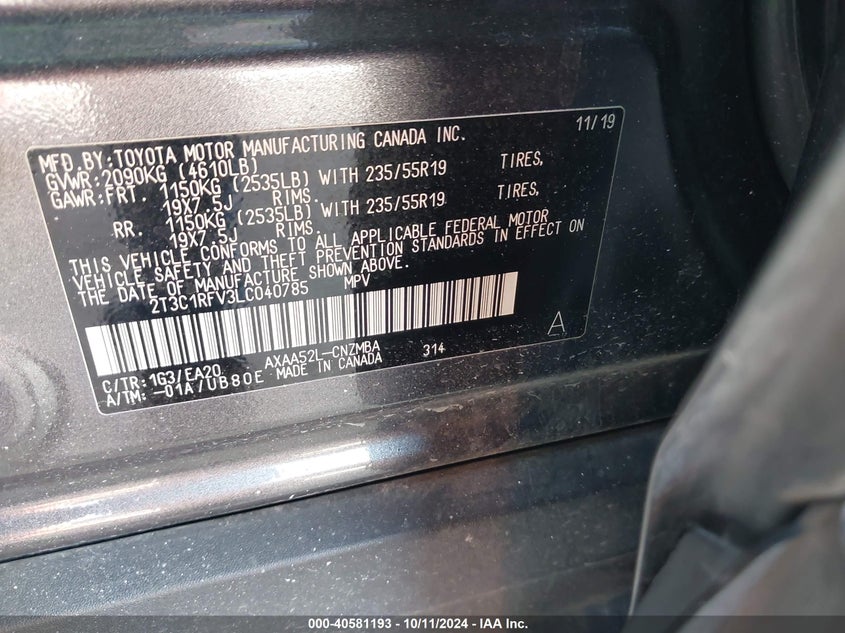 11/19
MFD.BY:TOYOTA MOTOR MANUFACTURING CANADA INC.
GVWR:2090KG (4610LB)
GAWR:FRT. 1150KG (2535LB) WITH 235/55R19 TIRES,
19X7.5J RIMS.
RR. 1150KG (2535LB) WITH 235/55R19 TIRES,
19X7.5J RIMS.
THIS VEHICLE CONFORMS TO ALL APPLICABLE FEDERAL MOTOR
VEHICLE SAFETY AND THEFT PREVENTION STANDARDS IN EFFECT ON
THE DATE OF MANUFACTURE SHOWN ABOVE.
2T3C1RFV3LC040785 MPV
A
C/TR:1G3/EA20 AXAA52L-CNZMBA 314
A/TM:-01A/UB80E MADE IN CANADA
000-40581193 - 10/11/2024 - IAA Inc.